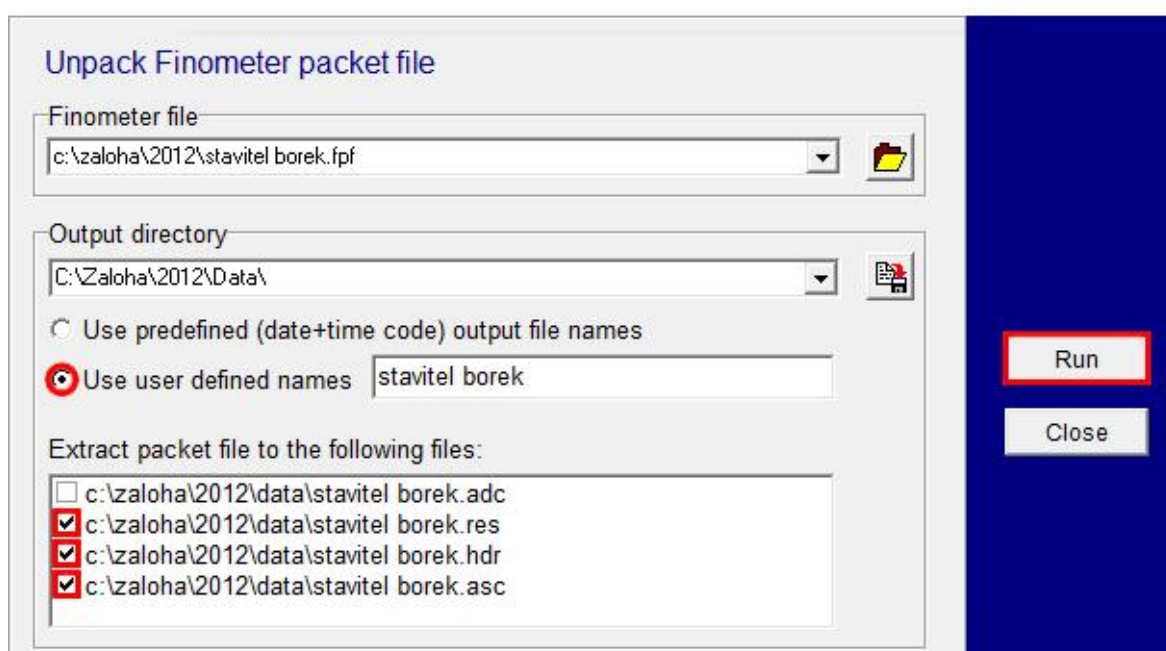 Unpack Finometer packet file
Finometer file
c:\zaloha\2012\stavitel borek.fpf
Output directory
C:\Zaloha\2012\Data\
Use predefined (date+time code) output file names
Use user defined names stavitel borek
Run
Close
Extract packet file to the following files:
c:\zaloha\2012\data\stavitel borek.adc
c:\zaloha\2012\data\stavitel borek.res
c:\zaloha\2012\data\stavitel borek.hdr
c:\zaloha\2012\data\stavitel borek.asc